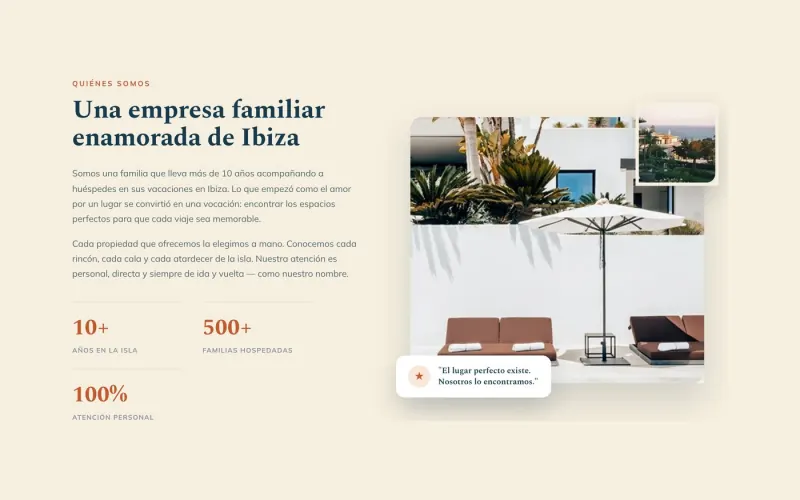 QUIÉNES SOMOS
Una empresa familiar
enamorada de Ibiza
Somos una familia que lleva más de 10 años acompañando a
huéspedes en sus vacaciones en Ibiza. Lo que empezó como el amor
por un lugar se convirtió en una vocación: encontrar los espacios
perfectos para que cada viaje sea memorable.
Cada propiedad que ofrecemos la elegimos a mano. Conocemos cada
rincón, cada cala y cada atardecer de la isla. Nuestra atención es
personal, directa y siempre de ida y vuelta — como nuestro nombre.
10+
AÑOS EN LA ISLA
500+
FAMILIAS HOSPEDADAS
100%
ATENCIÓN PERSONAL
"El lugar perfecto existe.
Nosotros lo encontramos."